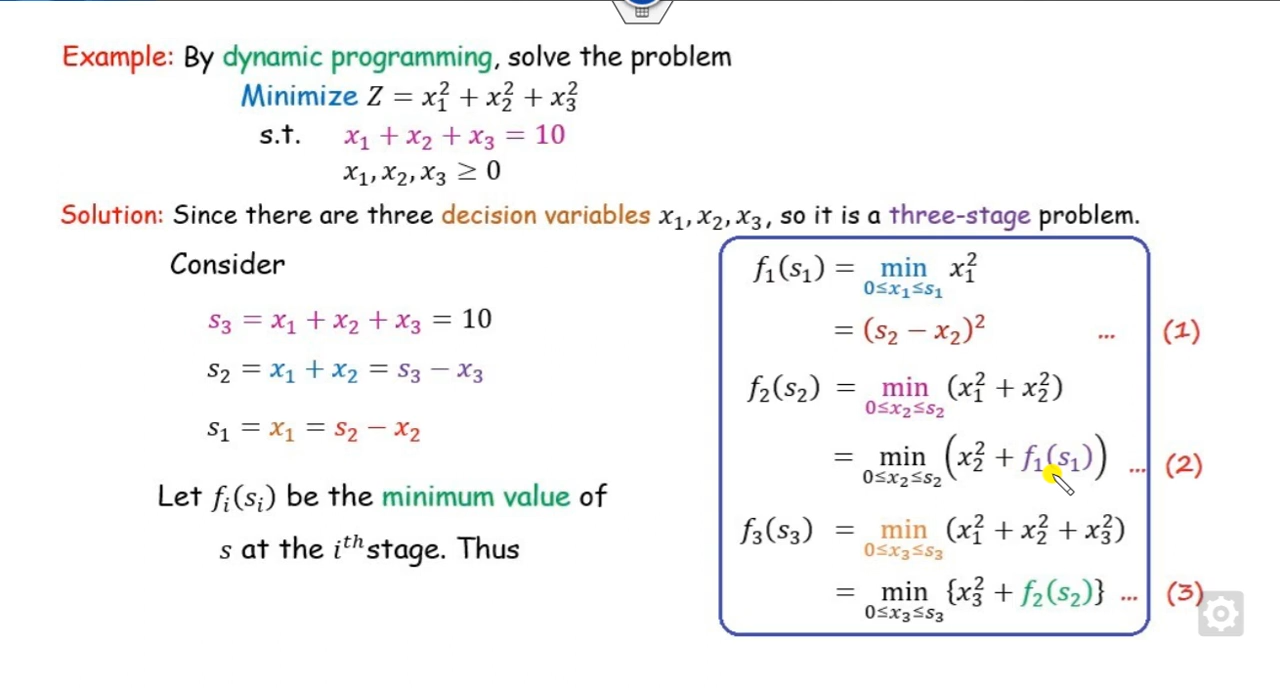 Example: By dynamic programming, solve the problem
Minimize Z = x₁² + x₂² + x₃²
s.t. x₁ + x₂ + x₃ = 10
x₁, x₂, x₃ ≥ 0
Solution: Since there are three decision variables x₁, x₂, x₃, so it is a three-stage problem.
Consider
s₃ = x₁ + x₂ + x₃ = 10
s₂ = x₁ + x₂ = s₃ − x₃
s₁ = x₁ = s₂ − x₂
Let fᵢ(sᵢ) be the minimum value of
s at the iᵗʰ stage. Thus
f₁(s₁) = min x₁²
0≤x₁≤s₁
= (s₂ − x₂)² ... (1)
f₂(s₂) = min (x₁² + x₂²)
0≤x₂≤s₂
= min (x₂² + f₁(s₁)) ... (2)
0≤x₂≤s₂
f₃(s₃) = min (x₁² + x₂² + x₃²)
0≤x₃≤s₃
= min {x₃² + f₂(s₂)} ... (3)
0≤x₃≤s₃